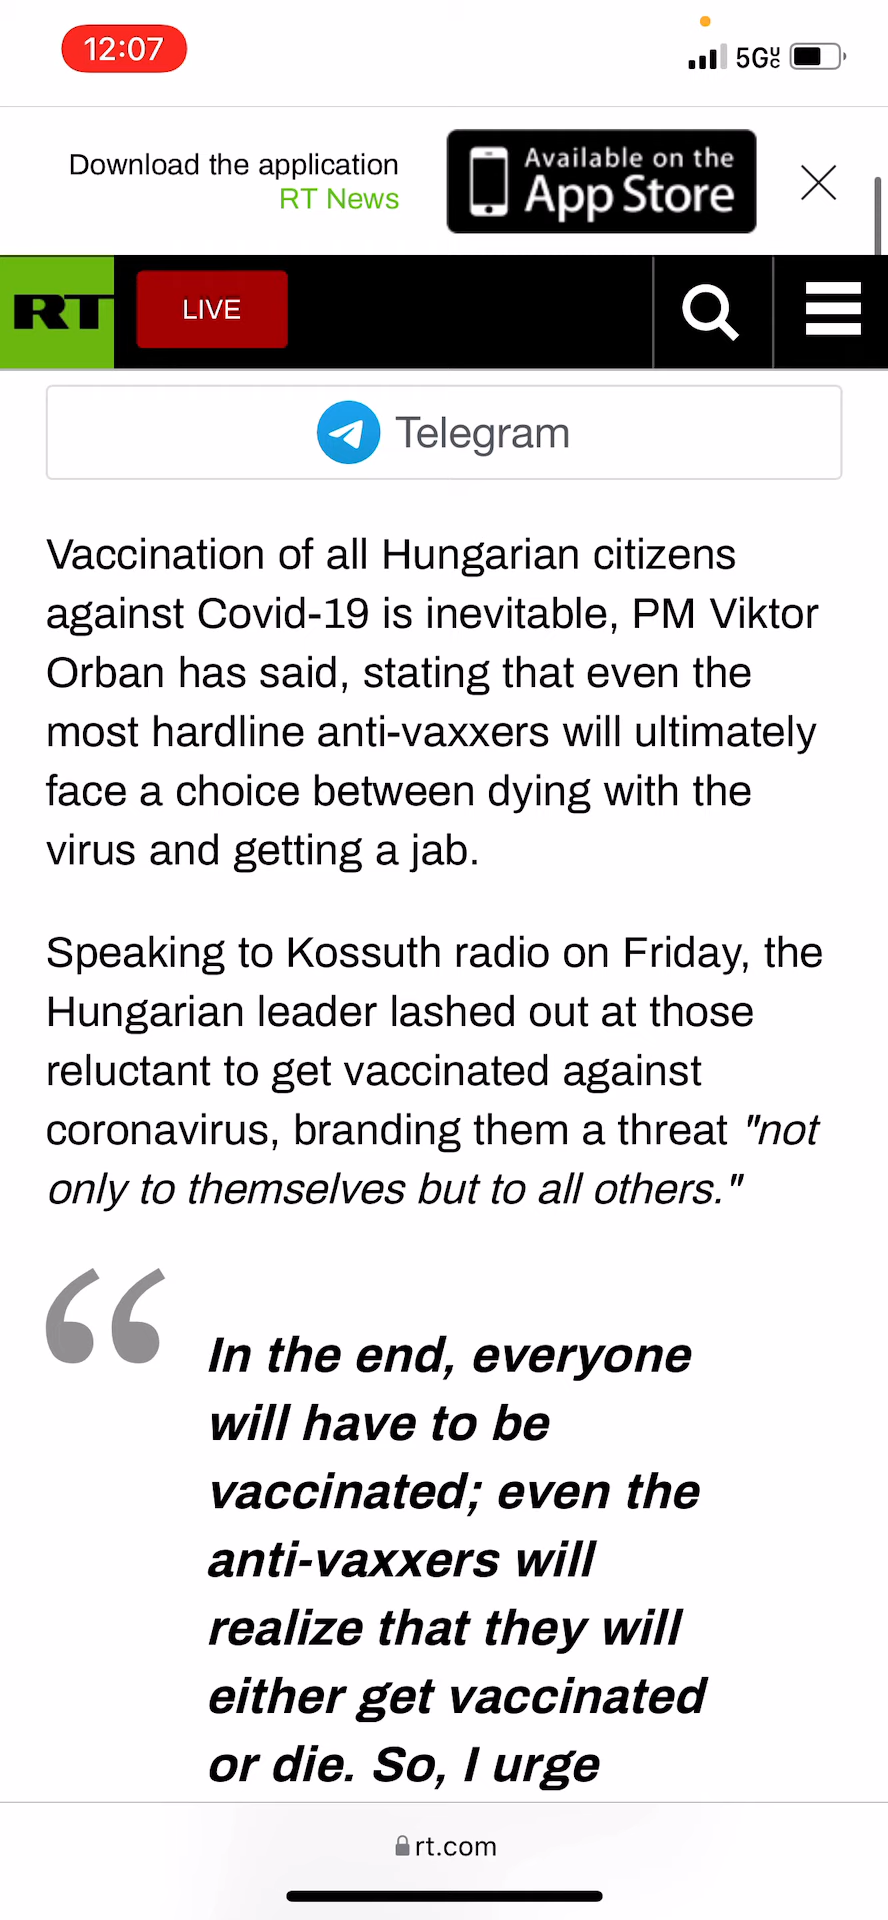 12:07
5GUC
Download the application
RT News
Available on the
App Store
RT
LIVE
Telegram
Vaccination of all Hungarian citizens
against Covid-19 is inevitable, PM Viktor
Orban has said, stating that even the
most hardline anti-vaxxers will ultimately
face a choice between dying with the
virus and getting a jab.
Speaking to Kossuth radio on Friday, the
Hungarian leader lashed out at those
reluctant to get vaccinated against
coronavirus, branding them a threat "not
only to themselves but to all others."
“
In the end, everyone
will have to be
vaccinated; even the
anti-vaxxers will
realize that they will
either get vaccinated
or die. So, I urge
rt.com